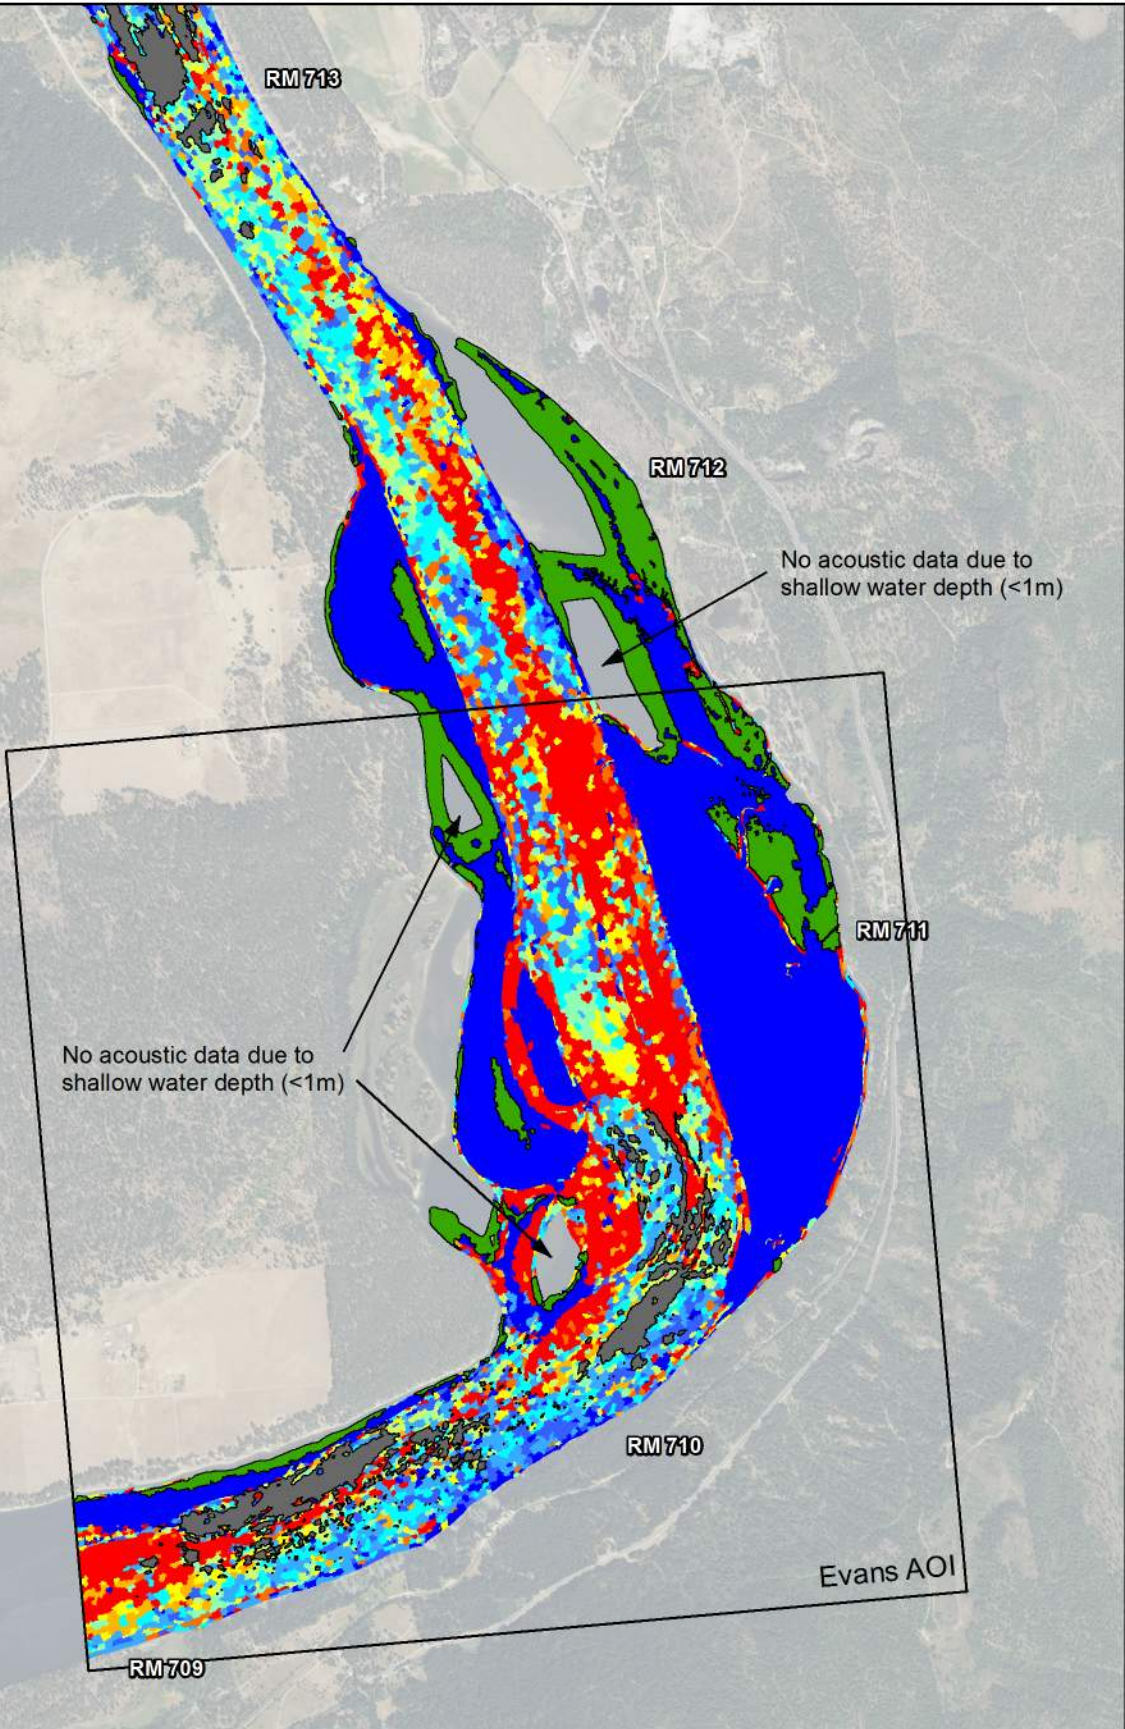 RM 713
RM 712
No acoustic data due to
shallow water depth (<1m)
RM 711
No acoustic data due to
shallow water depth (<1m)
RM 710
Evans AOI
RM 709